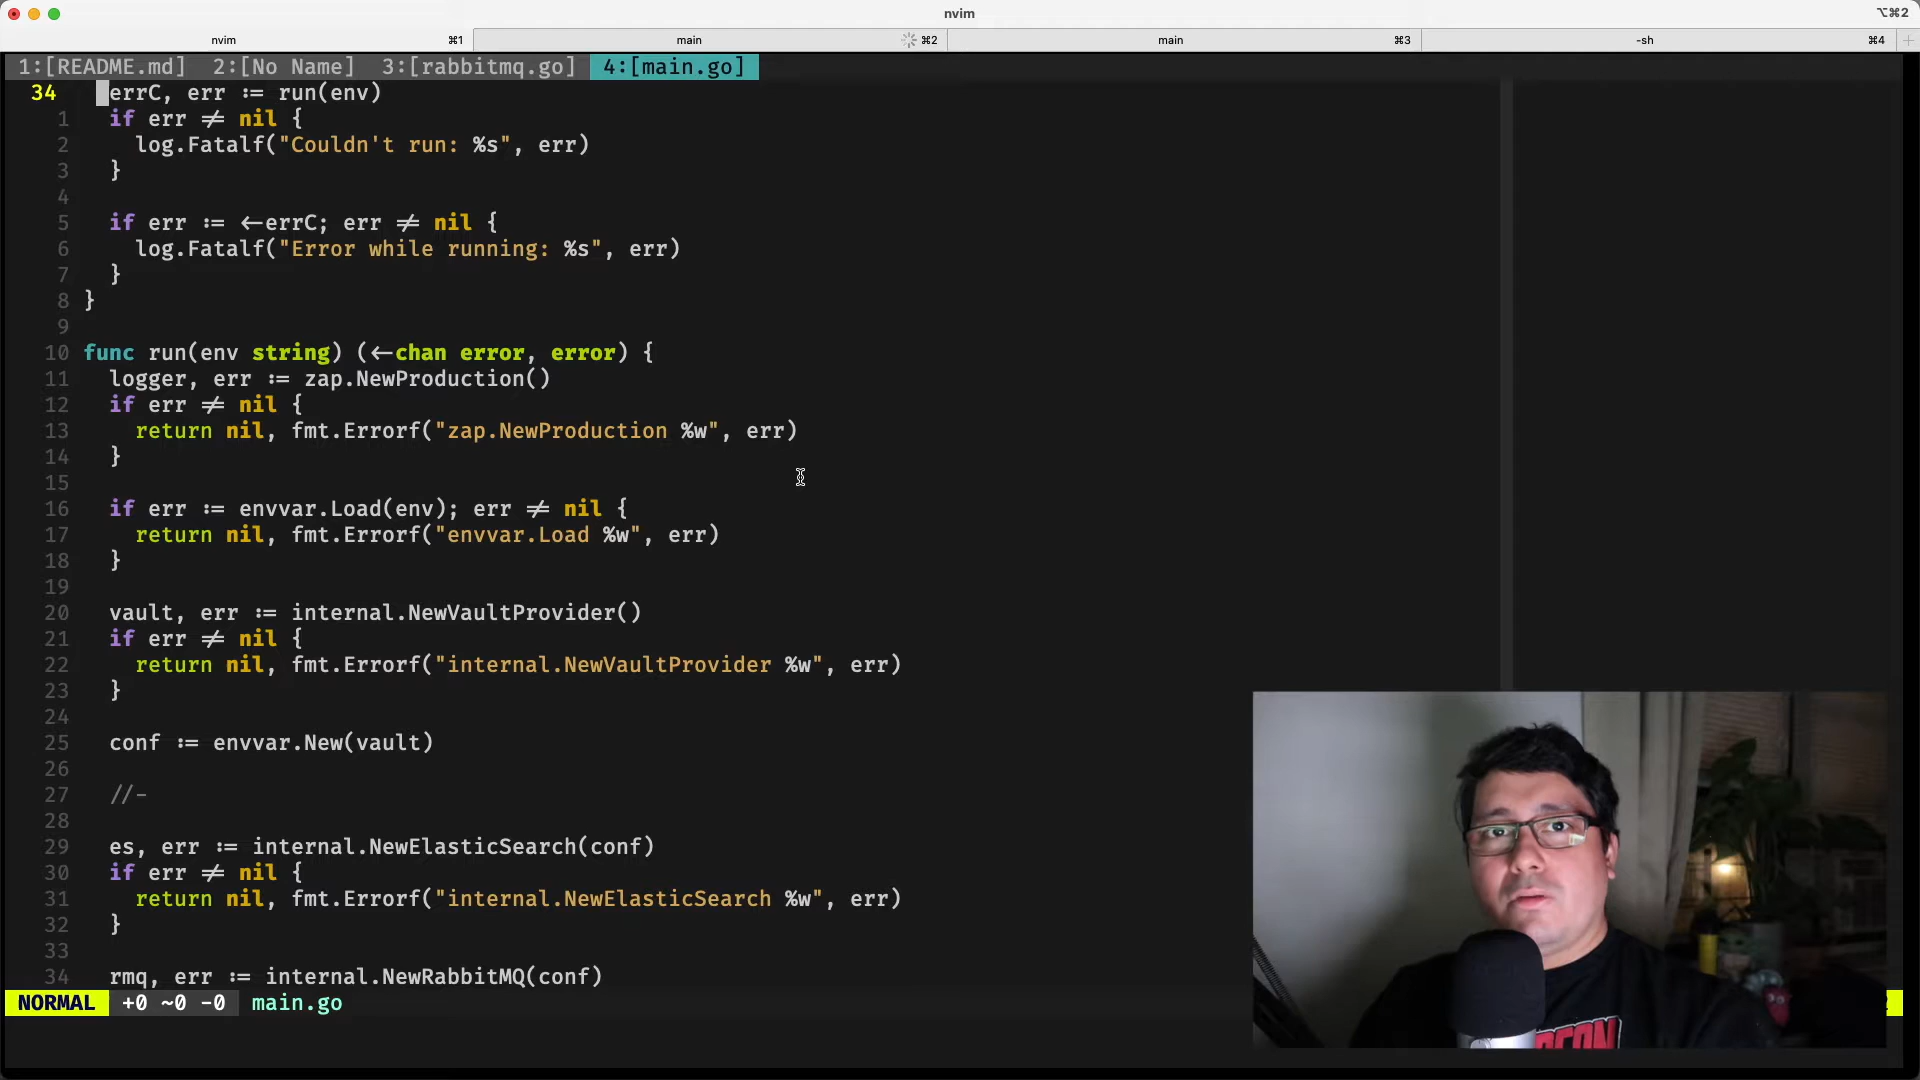 nvim
⌥⌘2
nvim ⌘1 main ⌘2 main ⌘3 -sh ⌘4 +
1:[README.md] 2:[No Name] 3:[rabbitmq.go] 4:[main.go]
34 errC, err := run(env)
1 if err != nil {
2 log.Fatalf("Couldn't run: %s", err)
3 }
4
5 if err := <-errC; err != nil {
6 log.Fatalf("Error while running: %s", err)
7 }
8 }
9
10 func run(env string) (<-chan error, error) {
11 logger, err := zap.NewProduction()
12 if err != nil {
13 return nil, fmt.Errorf("zap.NewProduction %w", err)
14 }
15
16 if err := envvar.Load(env); err != nil {
17 return nil, fmt.Errorf("envvar.Load %w", err)
18 }
19
20 vault, err := internal.NewVaultProvider()
21 if err != nil {
22 return nil, fmt.Errorf("internal.NewVaultProvider %w", err)
23 }
24
25 conf := envvar.New(vault)
26
27 //-
28
29 es, err := internal.NewElasticSearch(conf)
30 if err != nil {
31 return nil, fmt.Errorf("internal.NewElasticSearch %w", err)
32 }
33
34 rmq, err := internal.NewRabbitMQ(conf)
NORMAL +0 ~0 -0 main.go